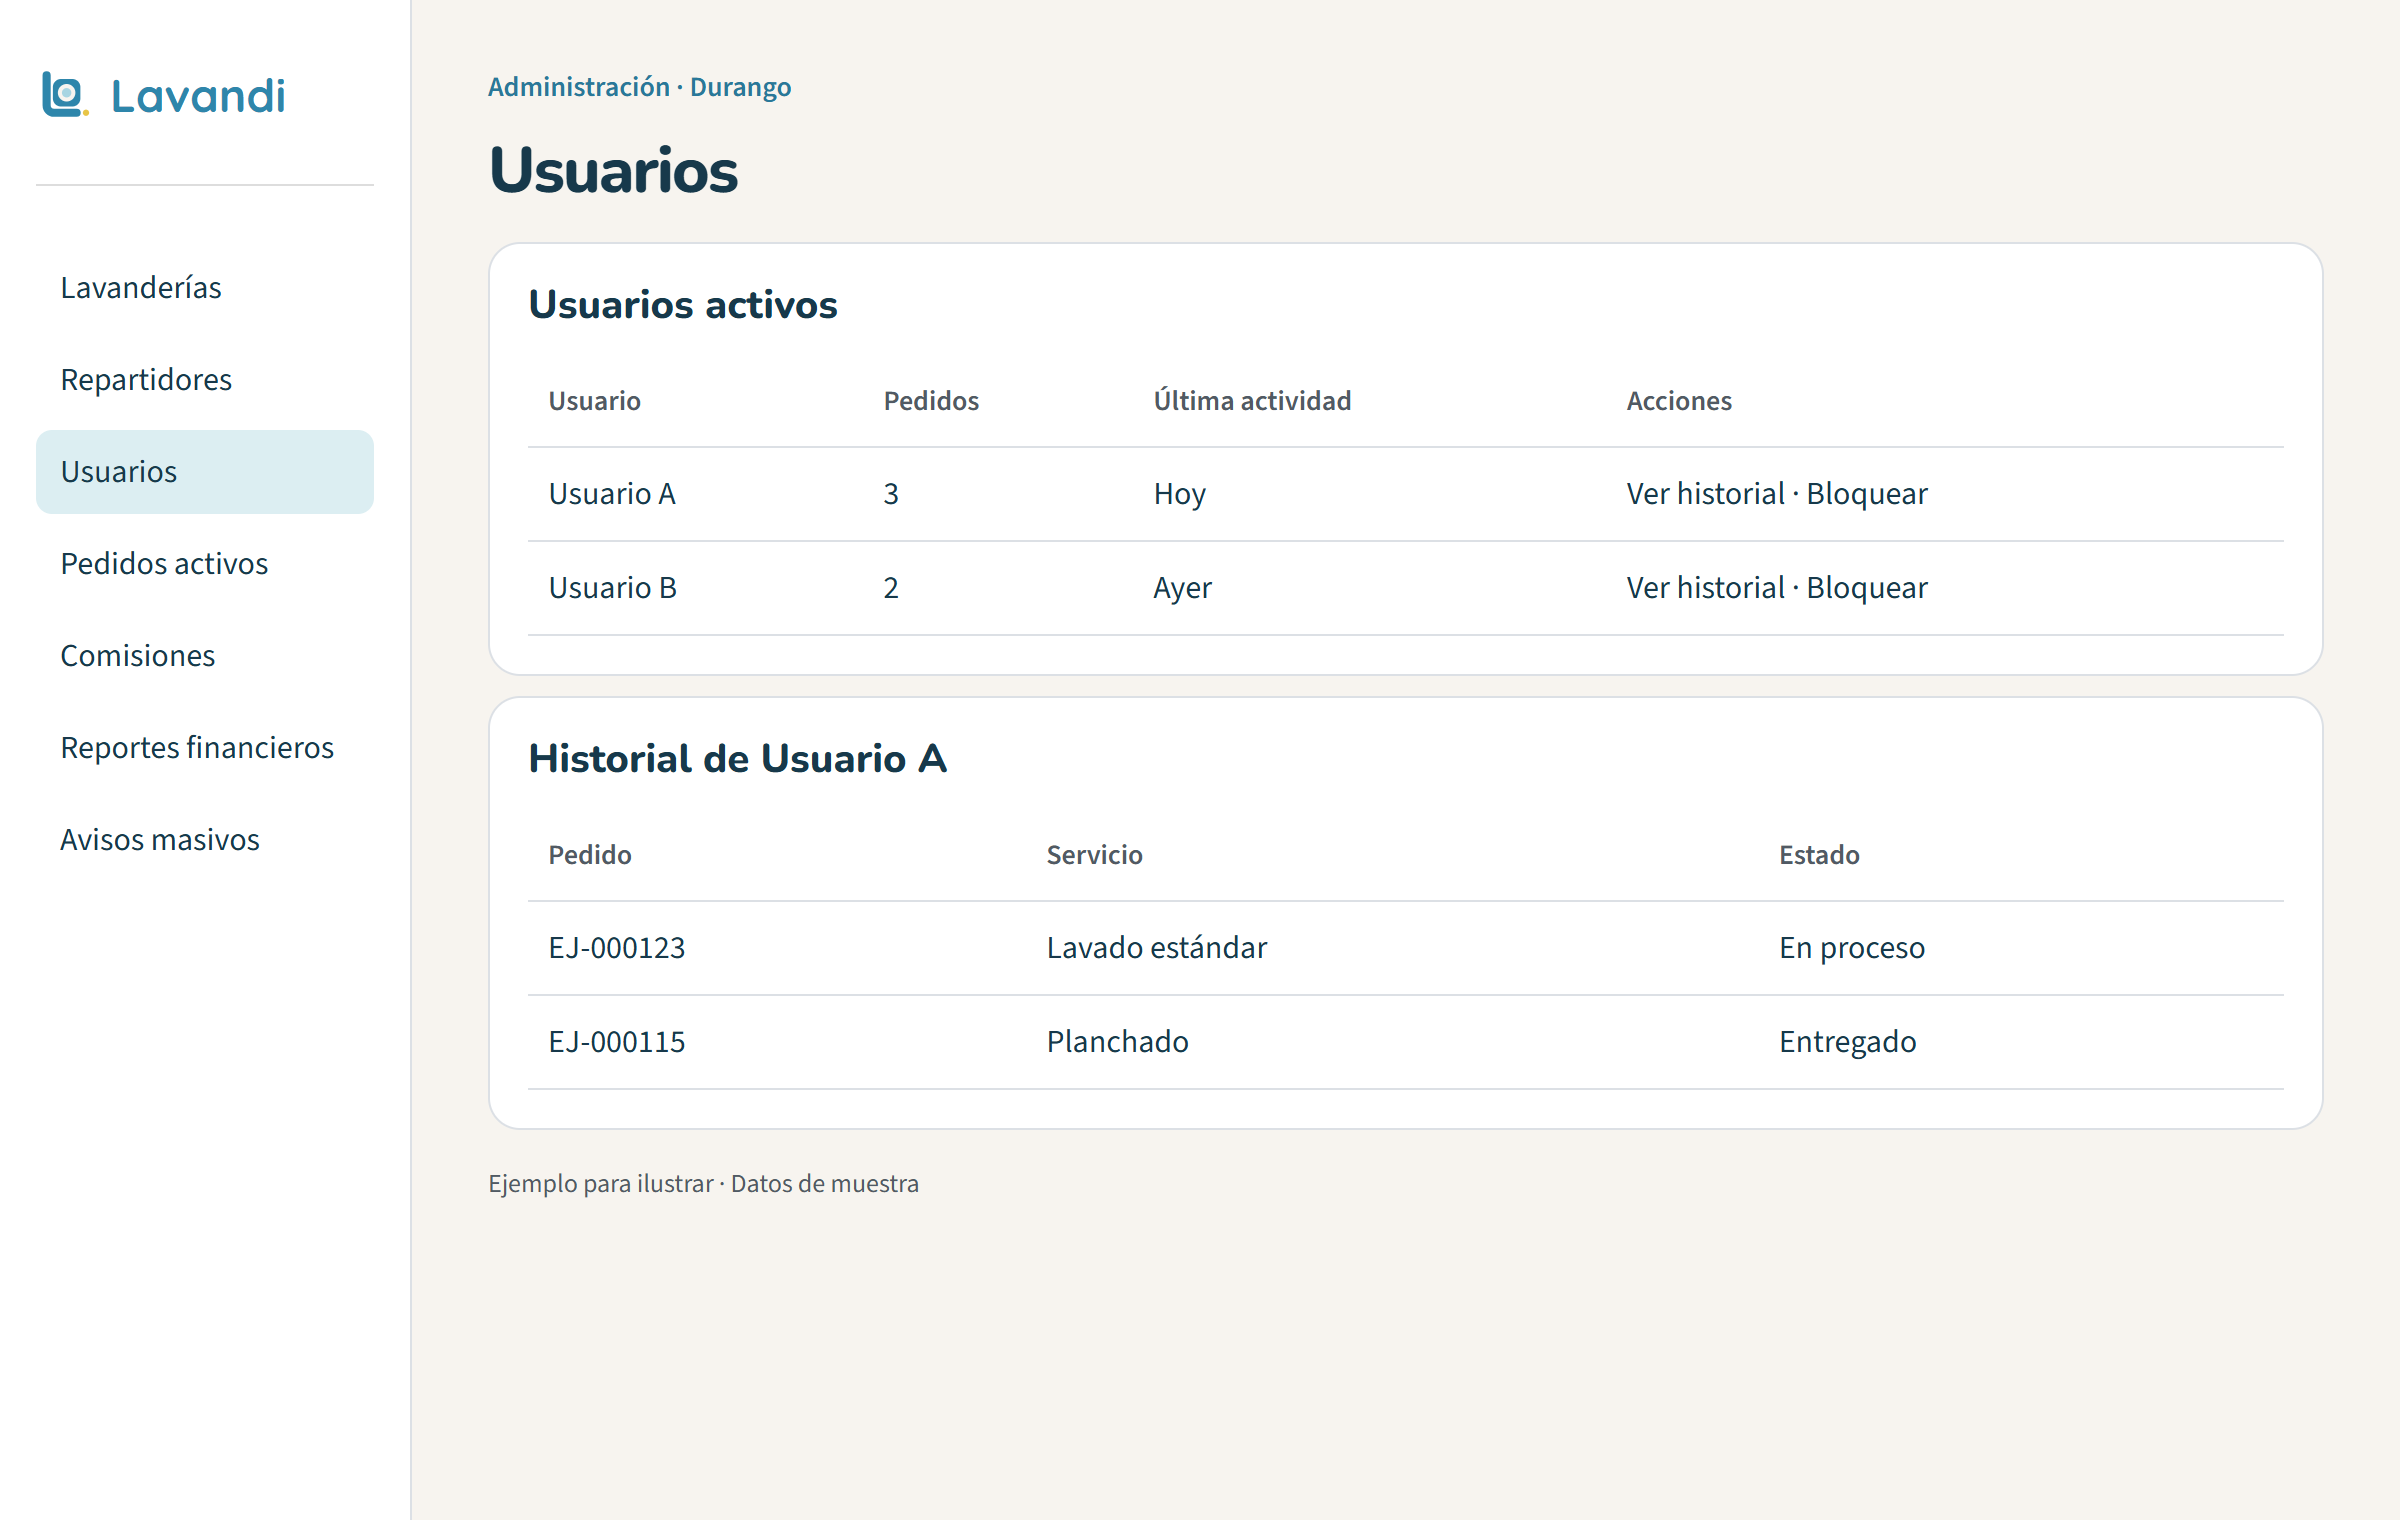 Lavandi
Lavanderías
Repartidores
Usuarios
Pedidos activos
Comisiones
Reportes financieros
Avisos masivos
Administración · Durango
Usuarios
Usuarios activos
Usuario Pedidos Última actividad Acciones
Usuario A 3 Hoy Ver historial · Bloquear
Usuario B 2 Ayer Ver historial · Bloquear
Historial de Usuario A
Pedido Servicio Estado
EJ-000123 Lavado estándar En proceso
EJ-000115 Planchado Entregado
Ejemplo para ilustrar · Datos de muestra